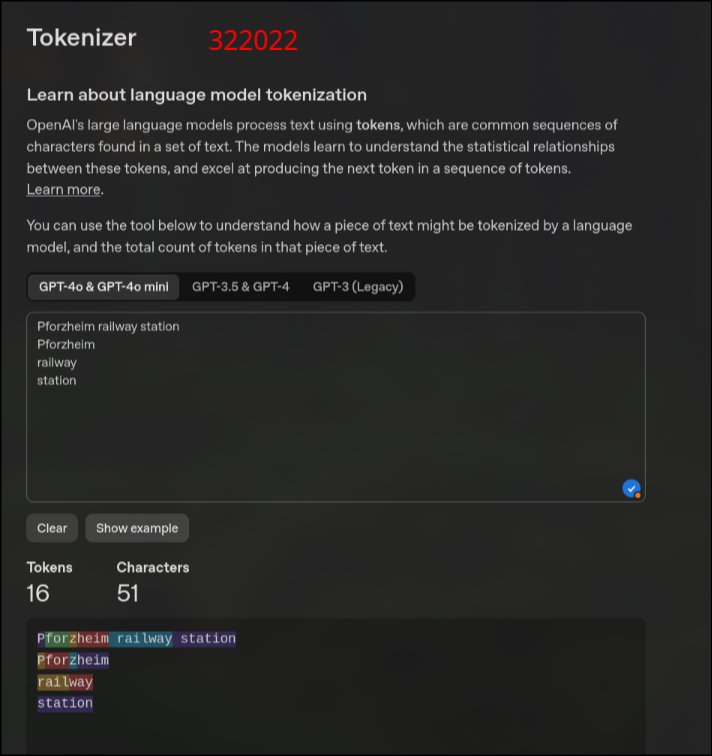 Tokenizer 322022
Learn about language model tokenization
OpenAI's large language models process text using tokens, which are common sequences of
characters found in a set of text. The models learn to understand the statistical relationships
between these tokens, and excel at producing the next token in a sequence of tokens.
Learn more.
You can use the tool below to understand how a piece of text might be tokenized by a language
model, and the total count of tokens in that piece of text.
GPT-4o & GPT-4o mini GPT-3.5 & GPT-4 GPT-3 (Legacy)
Pforzheim railway station
Pforzheim
railway
station
Clear Show example
Tokens Characters
16 51
Pforzheim railway station
Pforzheim
railway
station